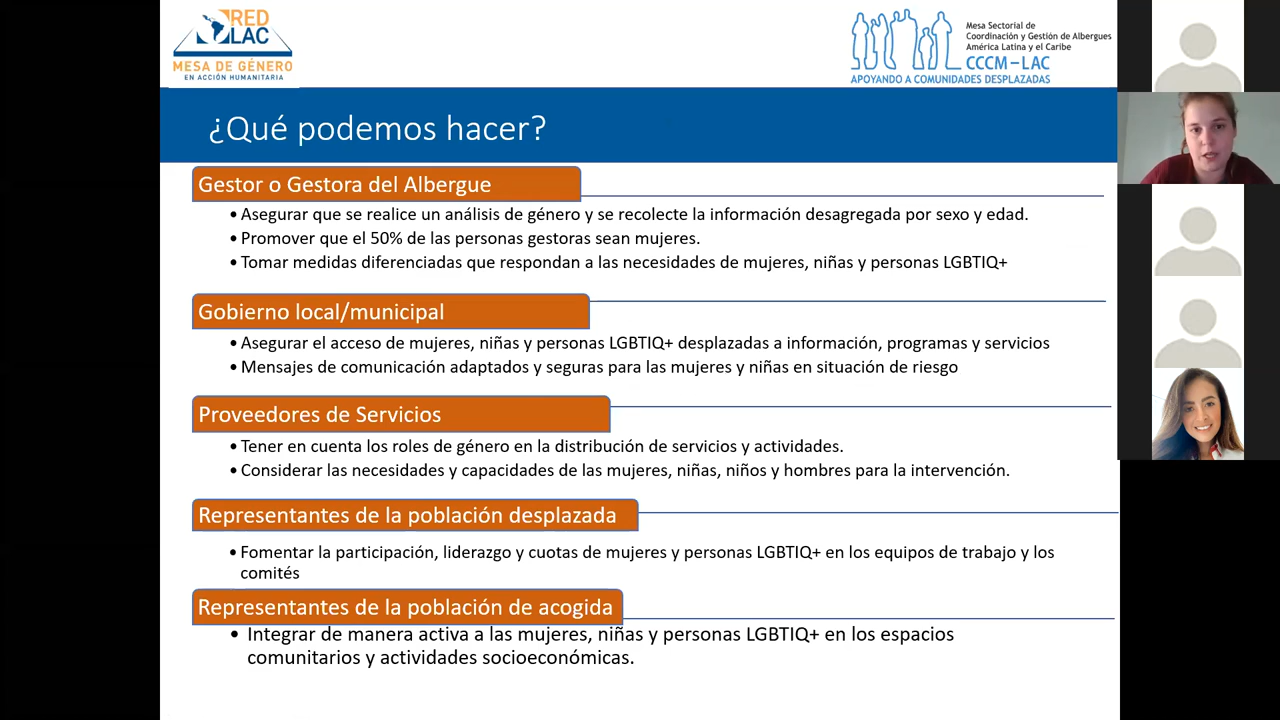 RED
LAC
MESA DE GÉNERO
EN ACCIÓN HUMANITARIA
Mesa Sectorial de
Coordinación y Gestión de Albergues
América Latina y el Caribe
CCCM-LAC
APOYANDO A COMUNIDADES DESPLAZADAS
¿Qué podemos hacer?
Gestor o Gestora del Albergue
• Asegurar que se realice un análisis de género y se recolecte la información desagregada por sexo y edad.
• Promover que el 50% de las personas gestoras sean mujeres.
• Tomar medidas diferenciadas que respondan a las necesidades de mujeres, niñas y personas LGBTIQ+
Gobierno local/municipal
• Asegurar el acceso de mujeres, niñas y personas LGBTIQ+ desplazadas a información, programas y servicios
• Mensajes de comunicación adaptados y seguras para las mujeres y niñas en situación de riesgo
Proveedores de Servicios
• Tener en cuenta los roles de género en la distribución de servicios y actividades.
• Considerar las necesidades y capacidades de las mujeres, niñas, niños y hombres para la intervención.
Representantes de la población desplazada
• Fomentar la participación, liderazgo y cuotas de mujeres y personas LGBTIQ+ en los equipos de trabajo y los
comités
Representantes de la población de acogida
• Integrar de manera activa a las mujeres, niñas y personas LGBTIQ+ en los espacios
comunitarios y actividades socioeconómicas.